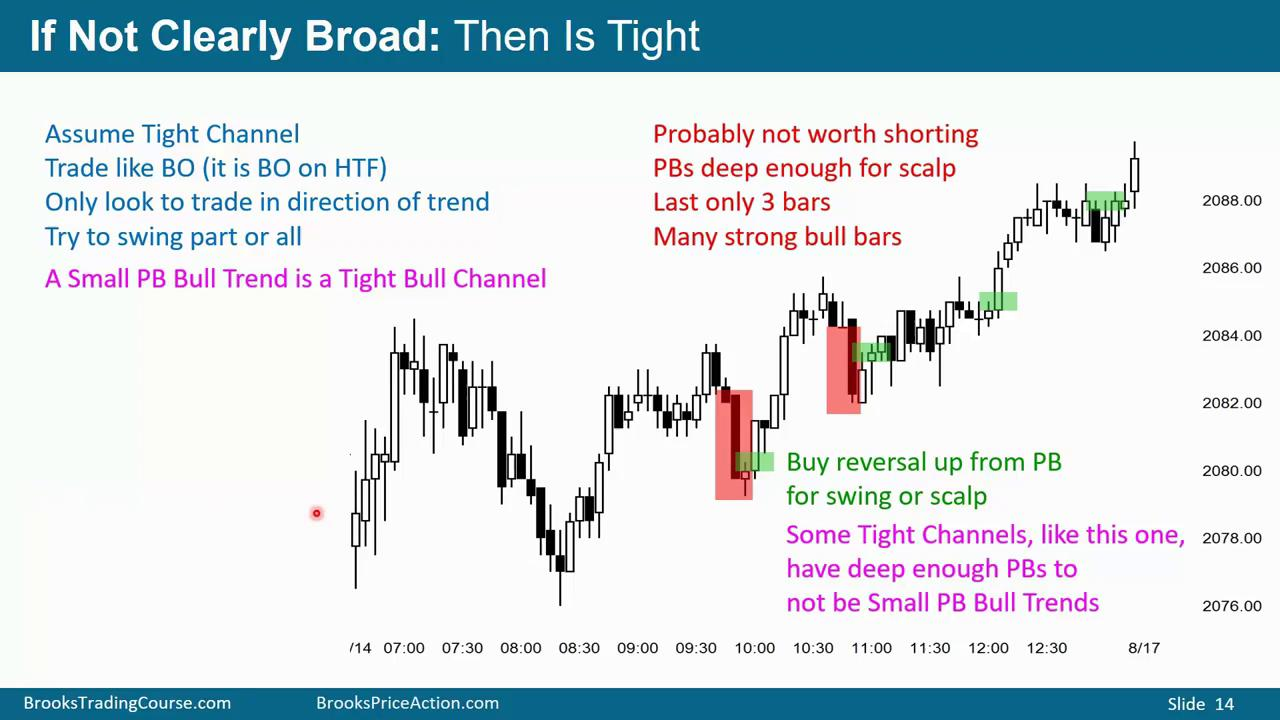 If Not Clearly Broad: Then Is Tight
Assume Tight Channel
Trade like BO (it is BO on HTF)
Only look to trade in direction of trend
Try to swing part or all
A Small PB Bull Trend is a Tight Bull Channel
Probably not worth shorting
PBs deep enough for scalp
Last only 3 bars
Many strong bull bars
2088.00
2086.00
2084.00
2082.00
2080.00
2078.00
2076.00
Buy reversal up from PB
for swing or scalp
Some Tight Channels, like this one,
have deep enough PBs to
not be Small PB Bull Trends
/14 07:00 07:30 08:00 08:30 09:00 09:30 10:00 10:30 11:00 11:30 12:00 12:30 8/17
BrooksTradingCourse.com BrooksPriceAction.com Slide 14